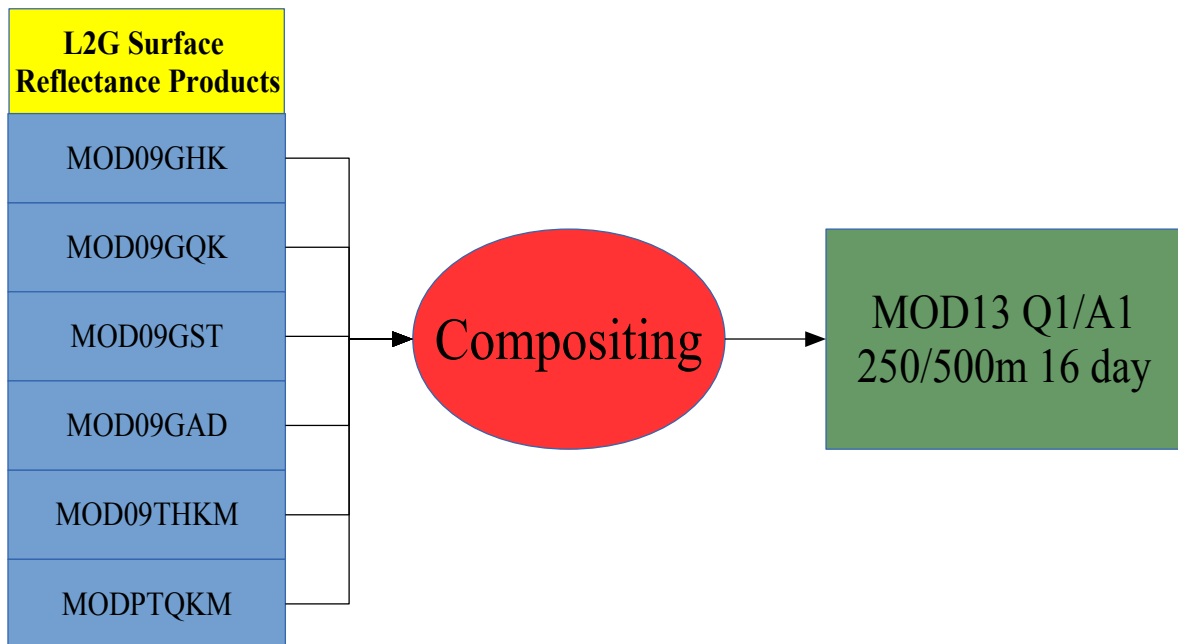 L2G Surface
Reflectance Products
MOD09GHK
MOD09GQK
MOD09GST
MOD09GAD
MOD09THKM
MODPTQKM
Compositing
MOD13 Q1/A1
250/500m 16 day